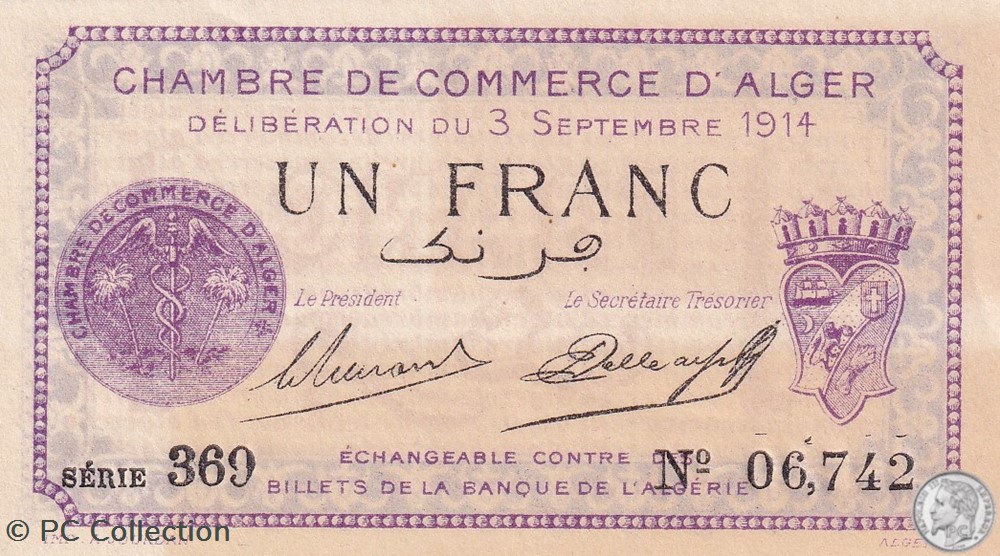 CHAMBRE DE COMMERCE D'ALGER
DÉLIBÉRATION DU 3 SEPTEMBRE 1914
UN FRANC
فرنك
CHAMBRE DE COMMERCE D'ALGER
Le Président
Le Secrétaire Trésorier
SÉRIE 369
ÉCHANGEABLE CONTRE
Nº 06,742
BILLETS DE LA BANQUE DE L'ALGÉRIE
© PC Collection